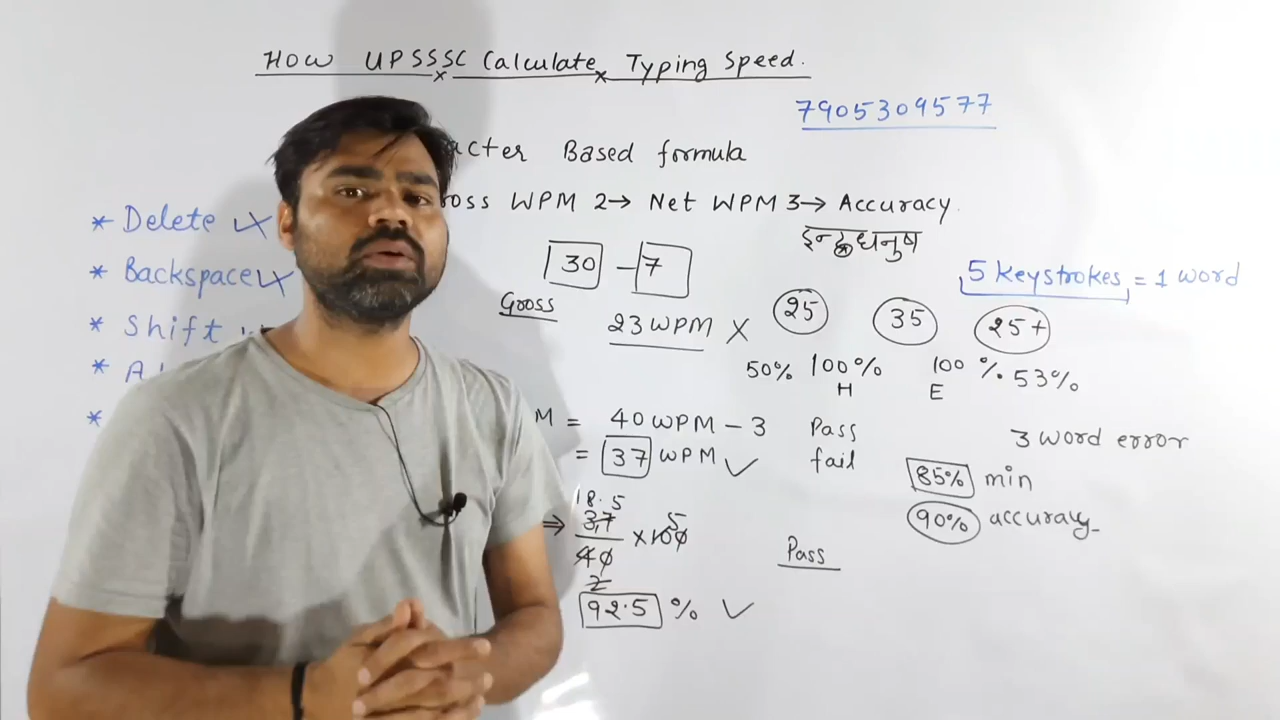 HOW UPSSSC Calculate Typing Speed.
7905309577
acter Based formula
oss WPM 2→ Net WPM 3→ Accuracy.
* Delete
* Backspace
* Shift
* A
*
30 - 7
Gross
23 WPM ×
25 35 25+
5 Keystrokes = 1 word
50% 100% 100 % 53%
H E
M = 40 WPM - 3 Pass
= 37 WPM ✓ fail
3 word error
85% min
90% accuracy
⇒ 37/40 × 100
18.5
5
2
Pass
92.5 % ✓